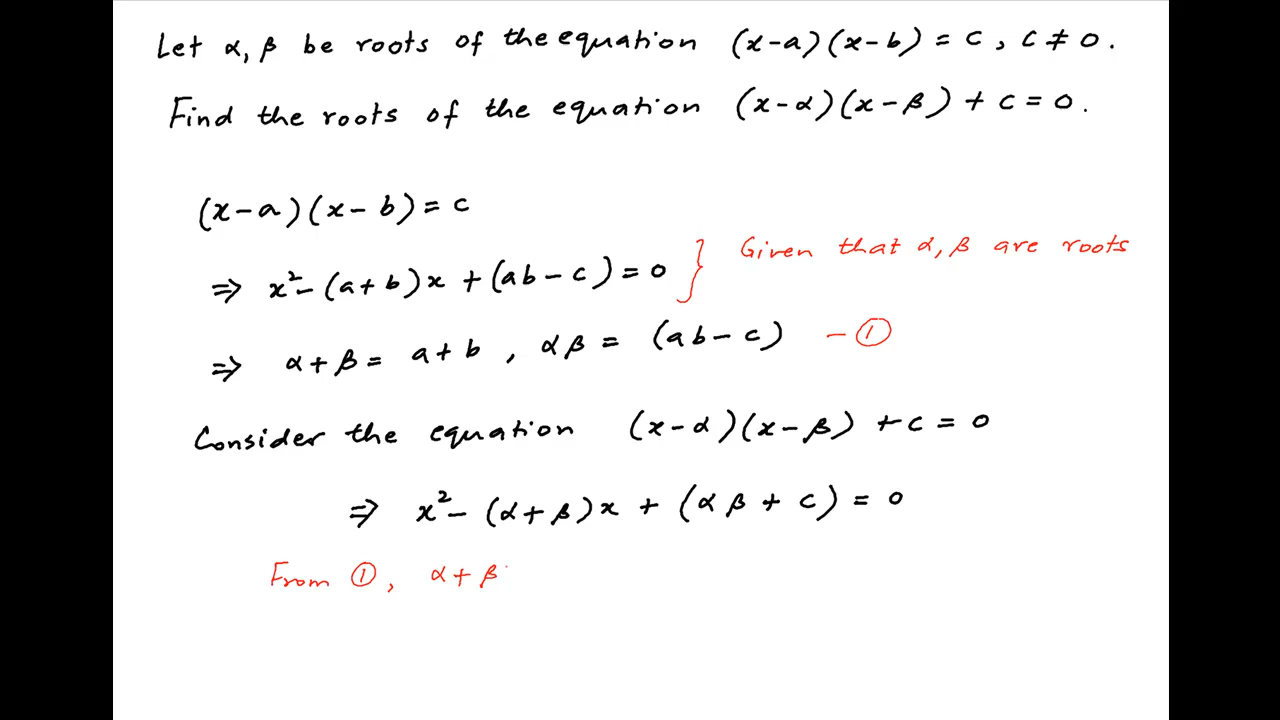 Let α, β be roots of the equation (x-a)(x-b) = c, c ≠ 0.
Find the roots of the equation (x-α)(x-β) + c = 0.
(x-a)(x-b) = c
⇒ x²-(a+b)x +(ab-c) = 0 } Given that α, β are roots
⇒ α+β = a+b, αβ = (ab-c) -①
Consider the equation (x-α)(x-β) +c = 0
⇒ x²-(α+β)x + (αβ + c) = 0
From ①, α+β